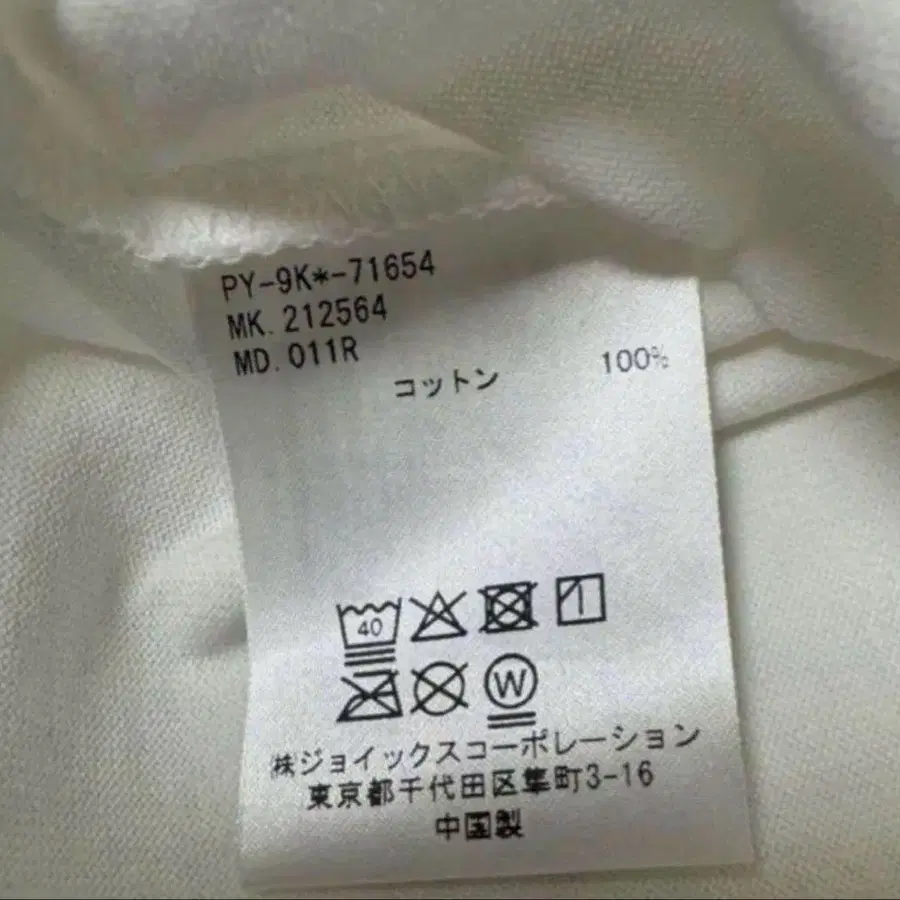 PY-9K*-71654
MK. 212564
MD. 011R
コットン 100%
40
W
㈱ジョイックスコーポレーション
東京都千代田区隼町3-16
中国製